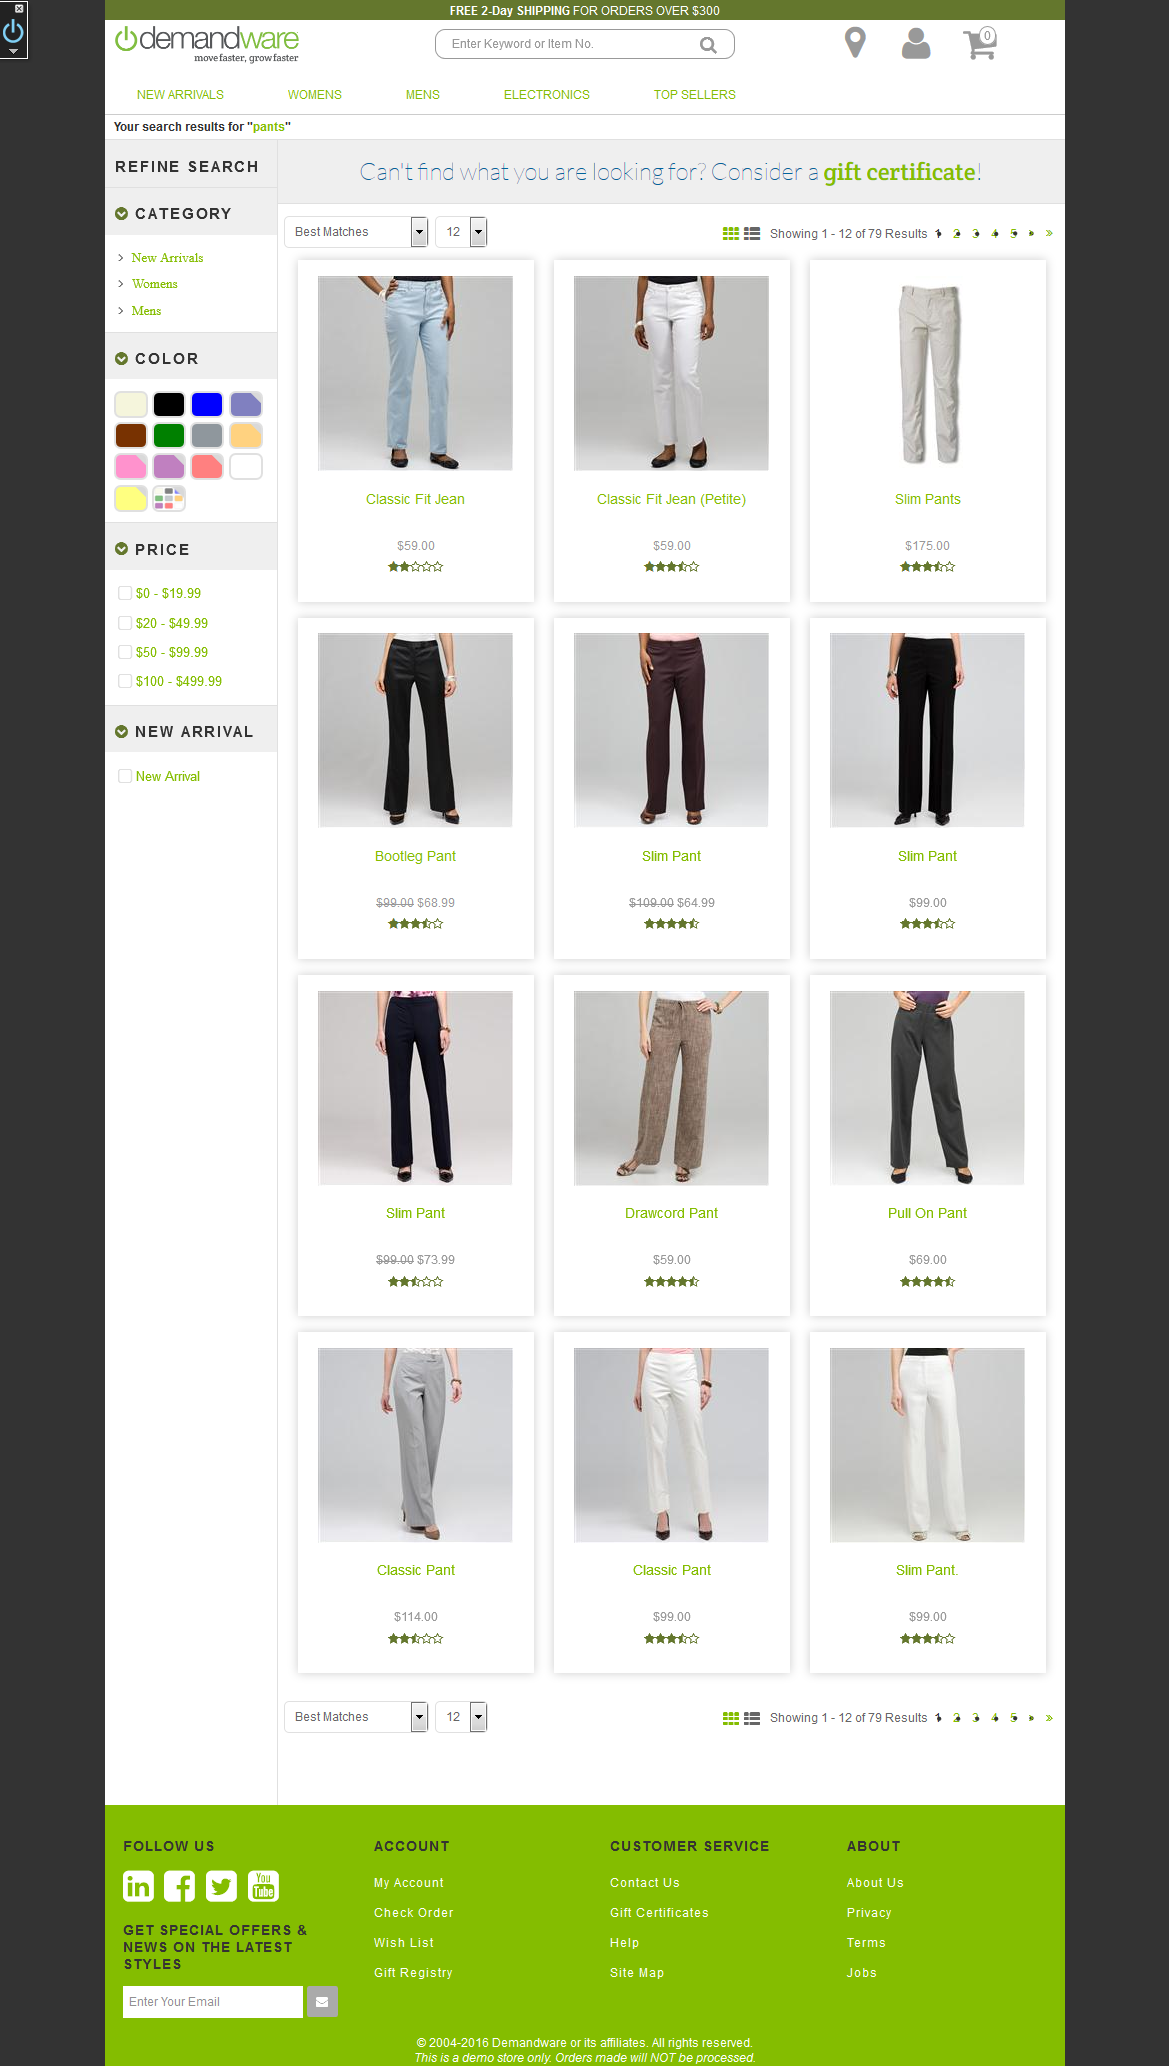 FREE 2-Day SHIPPING FOR ORDERS OVER $300
demandware
move faster, grow faster
Enter Keyword or Item No.
0
NEW ARRIVALS WOMENS MENS ELECTRONICS TOP SELLERS
Your search results for "pants"
REFINE SEARCH
CATEGORY
New Arrivals
Womens
Mens
COLOR
PRICE
$0 - $19.99
$20 - $49.99
$50 - $99.99
$100 - $499.99
NEW ARRIVAL
New Arrival
Can't find what you are looking for? Consider a gift certificate!
Best Matches 12 Showing 1 - 12 of 79 Results 1 2 3 4 5 › »
Classic Fit Jean
$59.00
Classic Fit Jean (Petite)
$59.00
Slim Pants
$175.00
Bootleg Pant
$99.00 $68.99
Slim Pant
$109.00 $64.99
Slim Pant
$99.00
Slim Pant
$99.00 $73.99
Drawcord Pant
$59.00
Pull On Pant
$69.00
Classic Pant
$114.00
Classic Pant
$99.00
Slim Pant.
$99.00
Best Matches 12 Showing 1 - 12 of 79 Results 1 2 3 4 5 › »
FOLLOW US
in f You Tube
GET SPECIAL OFFERS &
NEWS ON THE LATEST
STYLES
Enter Your Email
ACCOUNT
My Account
Check Order
Wish List
Gift Registry
CUSTOMER SERVICE
Contact Us
Gift Certificates
Help
Site Map
ABOUT
About Us
Privacy
Terms
Jobs
© 2004-2016 Demandware or its affiliates. All rights reserved.
This is a demo store only. Orders made will NOT be processed.